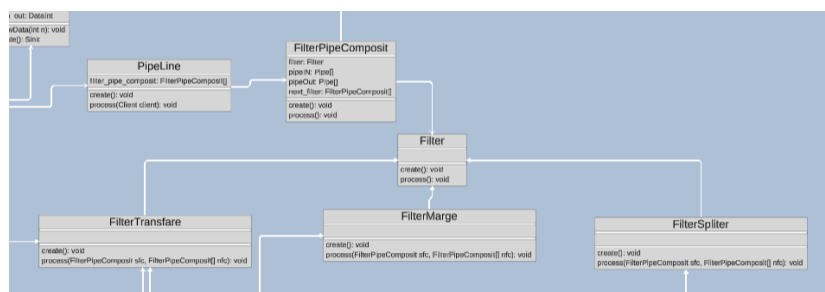 out: DataInt
wData(int n): void
ate(): Sink
PipeLine
filter_pipe_composit: FilterPipeComposit[]
create(): void
process(Client client): void
FilterPipeComposit
filter: Filter
pipeIN: Pipe[]
pipeOut: Pipe[]
next_filter: FilterPipeComposit[]
create(): void
process(): void
Filter
create(): void
process(): void
FilterTransfare
create(): void
process(FilterPipeComposit sfc, FilterPipeComposit[] nfc): void
FilterMarge
create(): void
process(FilterPipeComposit sfc, FilterPipeComposit[] nfc): void
FilterSpliter
create(): void
process(FilterPipeComposit sfc, FilterPipeComposit[] nfc): void